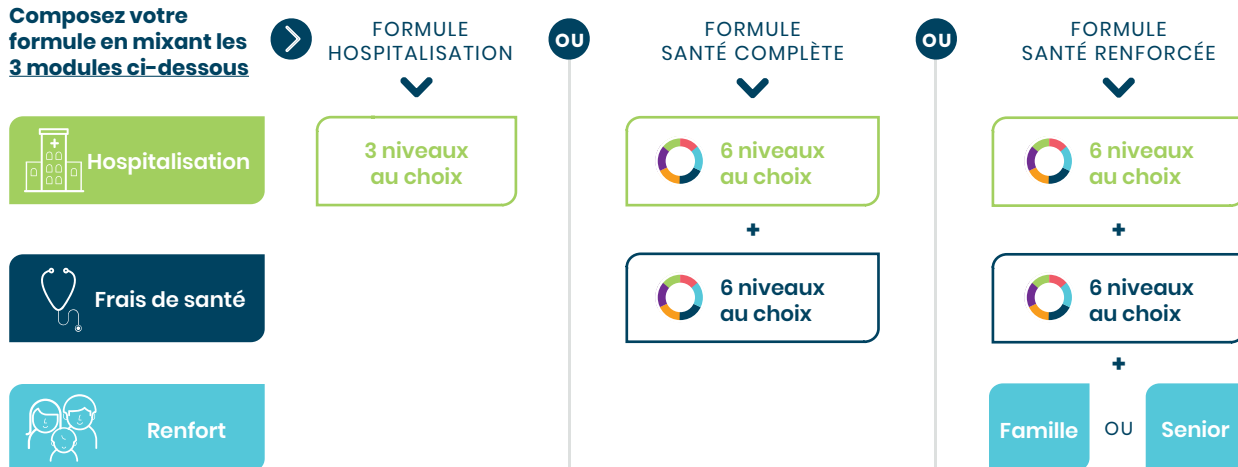 Composez votre
formule en mixant les
3 modules ci-dessous
FORMULE
HOSPITALISATION
OU
FORMULE
SANTÉ COMPLÈTE
OU
FORMULE
SANTÉ RENFORCÉE
Hospitalisation
3 niveaux
au choix
6 niveaux
au choix
6 niveaux
au choix
+
+
Frais de santé
6 niveaux
au choix
6 niveaux
au choix
+
Renfort
Famille
OU
Senior